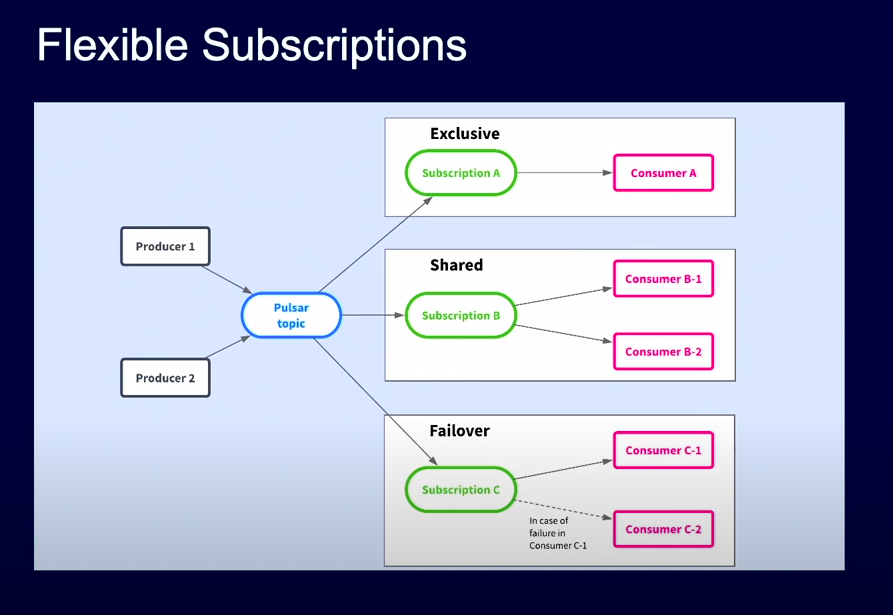 Flexible Subscriptions
Exclusive
Subscription A
Consumer A
Producer 1
Shared
Consumer B-1
Pulsar
topic
Subscription B
Consumer B-2
Producer 2
Failover
Consumer C-1
Subscription C
In case of
failure in
Consumer C-1
Consumer C-2